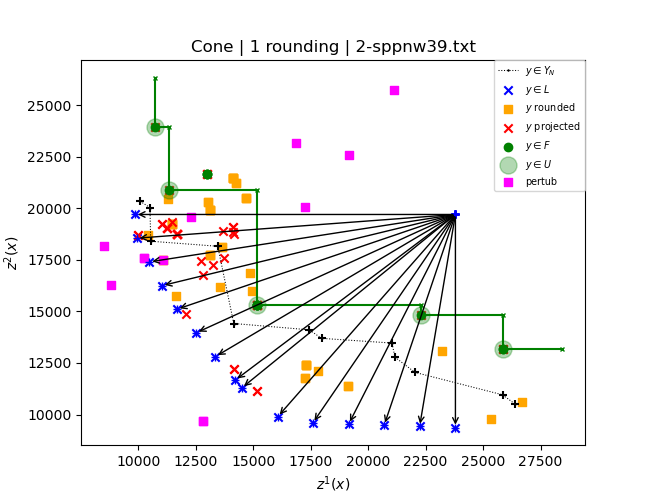 Cone | 1 rounding | 2-sppnw39.txt
y ∈ Y_N
y ∈ L
y rounded
y projected
y ∈ F
y ∈ U
pertub
z²(x)
25000
22500
20000
17500
15000
12500
10000
10000 12500 15000 17500 20000 22500 25000 27500
z¹(x)